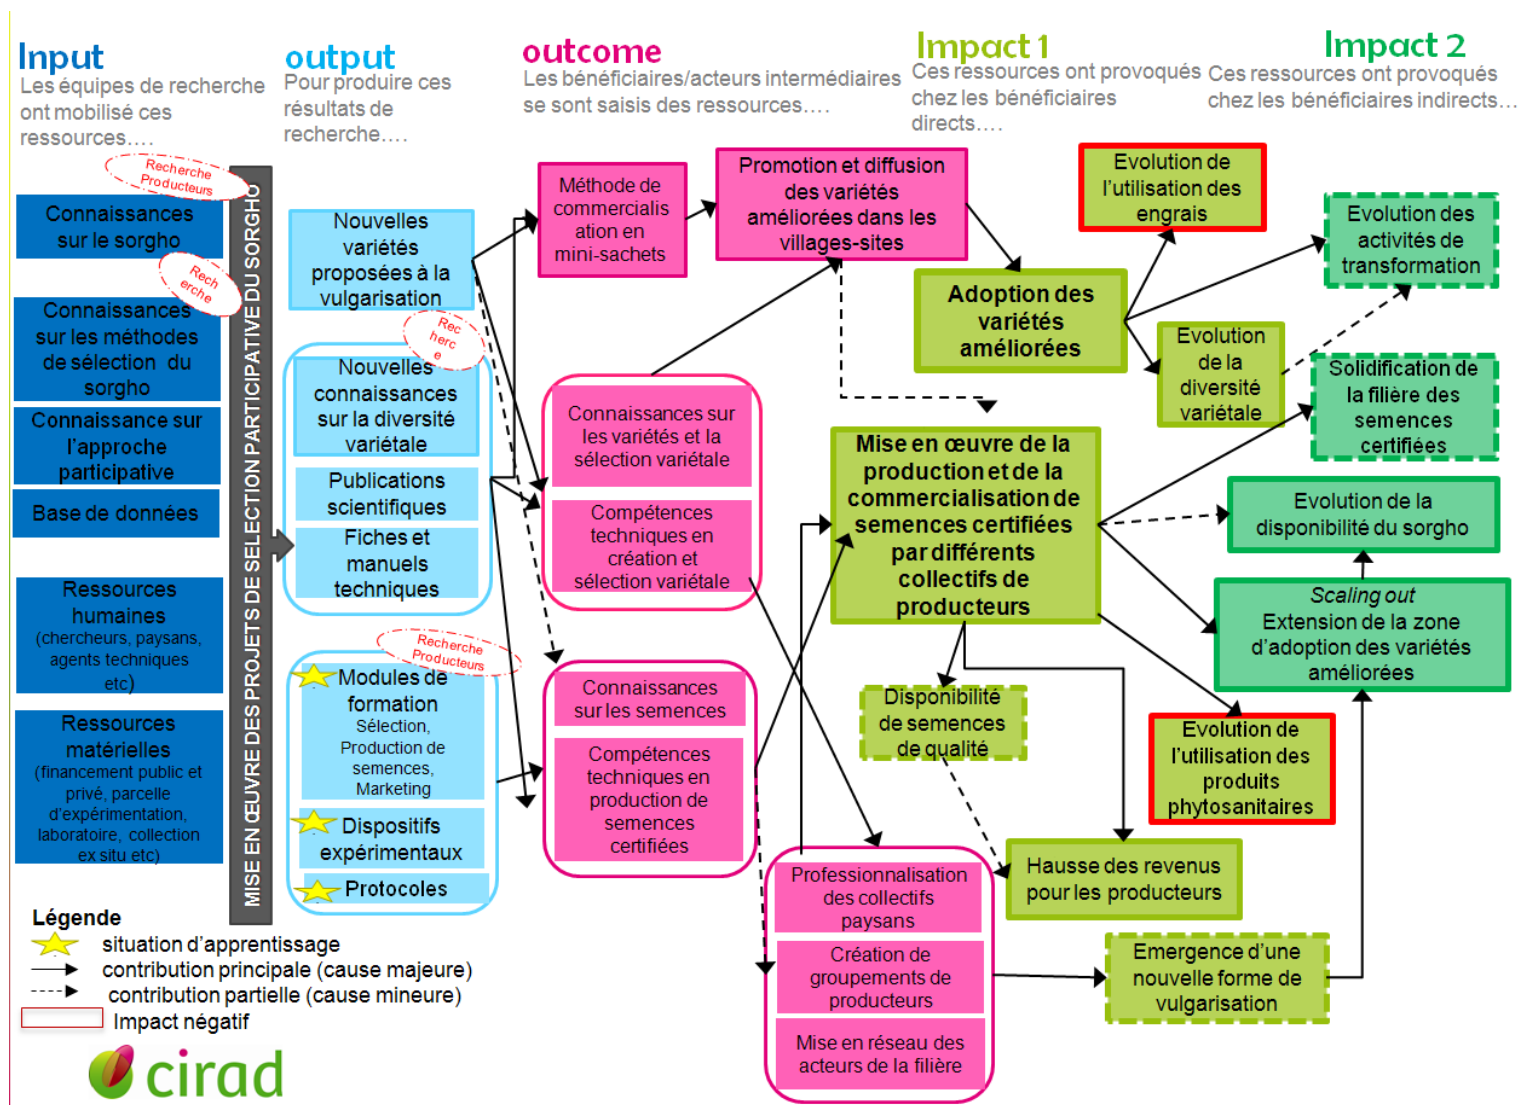 Input
Les équipes de recherche
ont mobilisé ces
ressources….
output
Pour produire ces
résultats de
recherche….
outcome
Les bénéficiaires/acteurs intermédiaires
se sont saisis des ressources….
Impact 1
Ces ressources ont provoqués
chez les bénéficiaires
directs….
Impact 2
Ces ressources ont provoqués
chez les bénéficiaires indirects…
Recherche
Producteurs
Connaissances
sur le sorgho
Rech
erche
Connaissances
sur les méthodes
de sélection du
sorgho
Connaissance sur
l’approche
participative
Base de données
Ressources
humaines
(chercheurs, paysans,
agents techniques
etc)
Ressources
matérielles
(financement public et
privé, parcelle
d’expérimentation,
laboratoire, collection
ex situ etc)
MISE EN ŒUVRE DES PROJETS DE SELECTION PARTICIPATIVE DU SORGHO
Nouvelles
variétés
proposées à la
vulgarisation
Rec
herc
e
Nouvelles
connaissances
sur la diversité
variétale
Publications
scientifiques
Fiches et
manuels
techniques
Recherche
Producteurs
Modules de
formation
Sélection,
Production de
semences,
Marketing
Dispositifs
expérimentaux
Protocoles
Méthode de
commercialis
ation en
mini-sachets
Promotion et diffusion
des variétés
améliorées dans les
villages-sites
Connaissances sur
les variétés et la
sélection variétale
Compétences
techniques en
création et
sélection variétale
Connaissances
sur les semences
Compétences
techniques en
production de
semences
certifiées
Professionnalisation
des collectifs
paysans
Création de
groupements de
producteurs
Mise en réseau des
acteurs de la filière
Evolution de
l’utilisation des
engrais
Adoption des
variétés
améliorées
Evolution
de la
diversité
variétale
Mise en œuvre de la
production et de la
commercialisation de
semences certifiées
par différents
collectifs de
producteurs
Disponibilité
de semences
de qualité
Evolution de
l’utilisation des
produits
phytosanitaires
Hausse des revenus
pour les producteurs
Emergence d’une
nouvelle forme de
vulgarisation
Evolution des
activités de
transformation
Solidification de
la filière des
semences
certifiées
Evolution de la
disponibilité du sorgho
Scaling out
Extension de la zone
d’adoption des variétés
améliorées
Légende
situation d’apprentissage
contribution principale (cause majeure)
contribution partielle (cause mineure)
Impact négatif
cirad